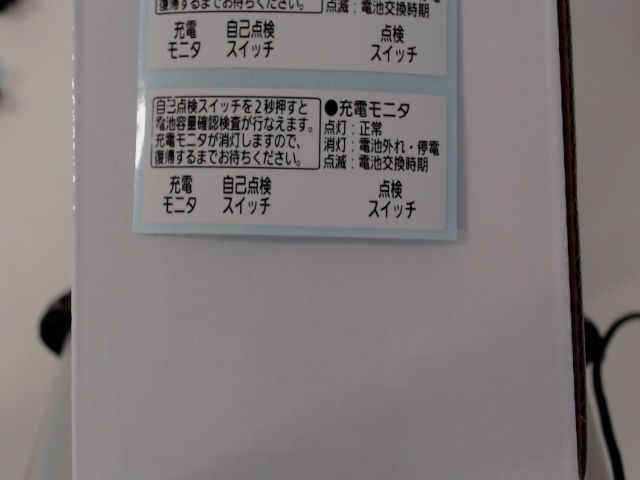 復帰するまでお待ちください。
点滅：電池交換時期
充電 自己点検 点検
モニタ スイッチ スイッチ
自己点検スイッチを2秒押すと
電池容量確認検査が行なえます。
充電モニタが消灯しますので、
復帰するまでお待ちください。
●充電モニタ
点灯：正常
消灯：電池外れ・停電
点滅：電池交換時期
充電 自己点検 点検
モニタ スイッチ スイッチ